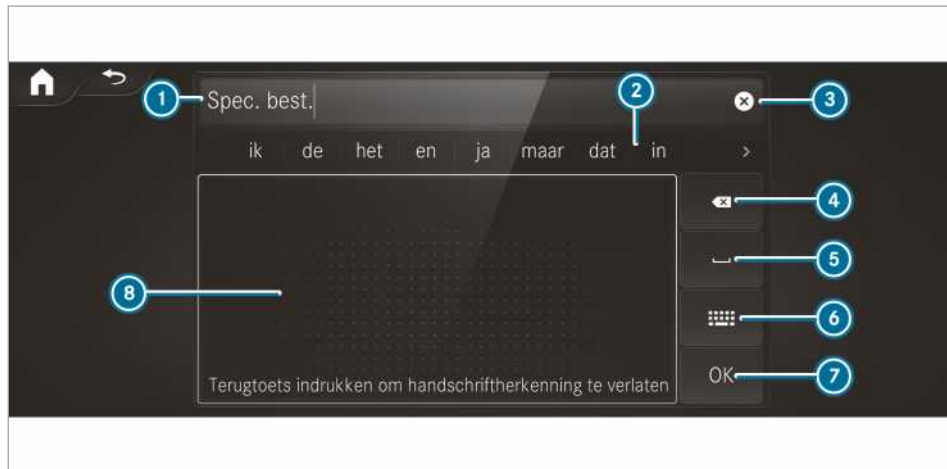 1 Spec. best. 2 3
ik de het en ja maar dat in >
4
5
8
6
Terugtoets indrukken om handschriftherkenning te verlaten OK 7